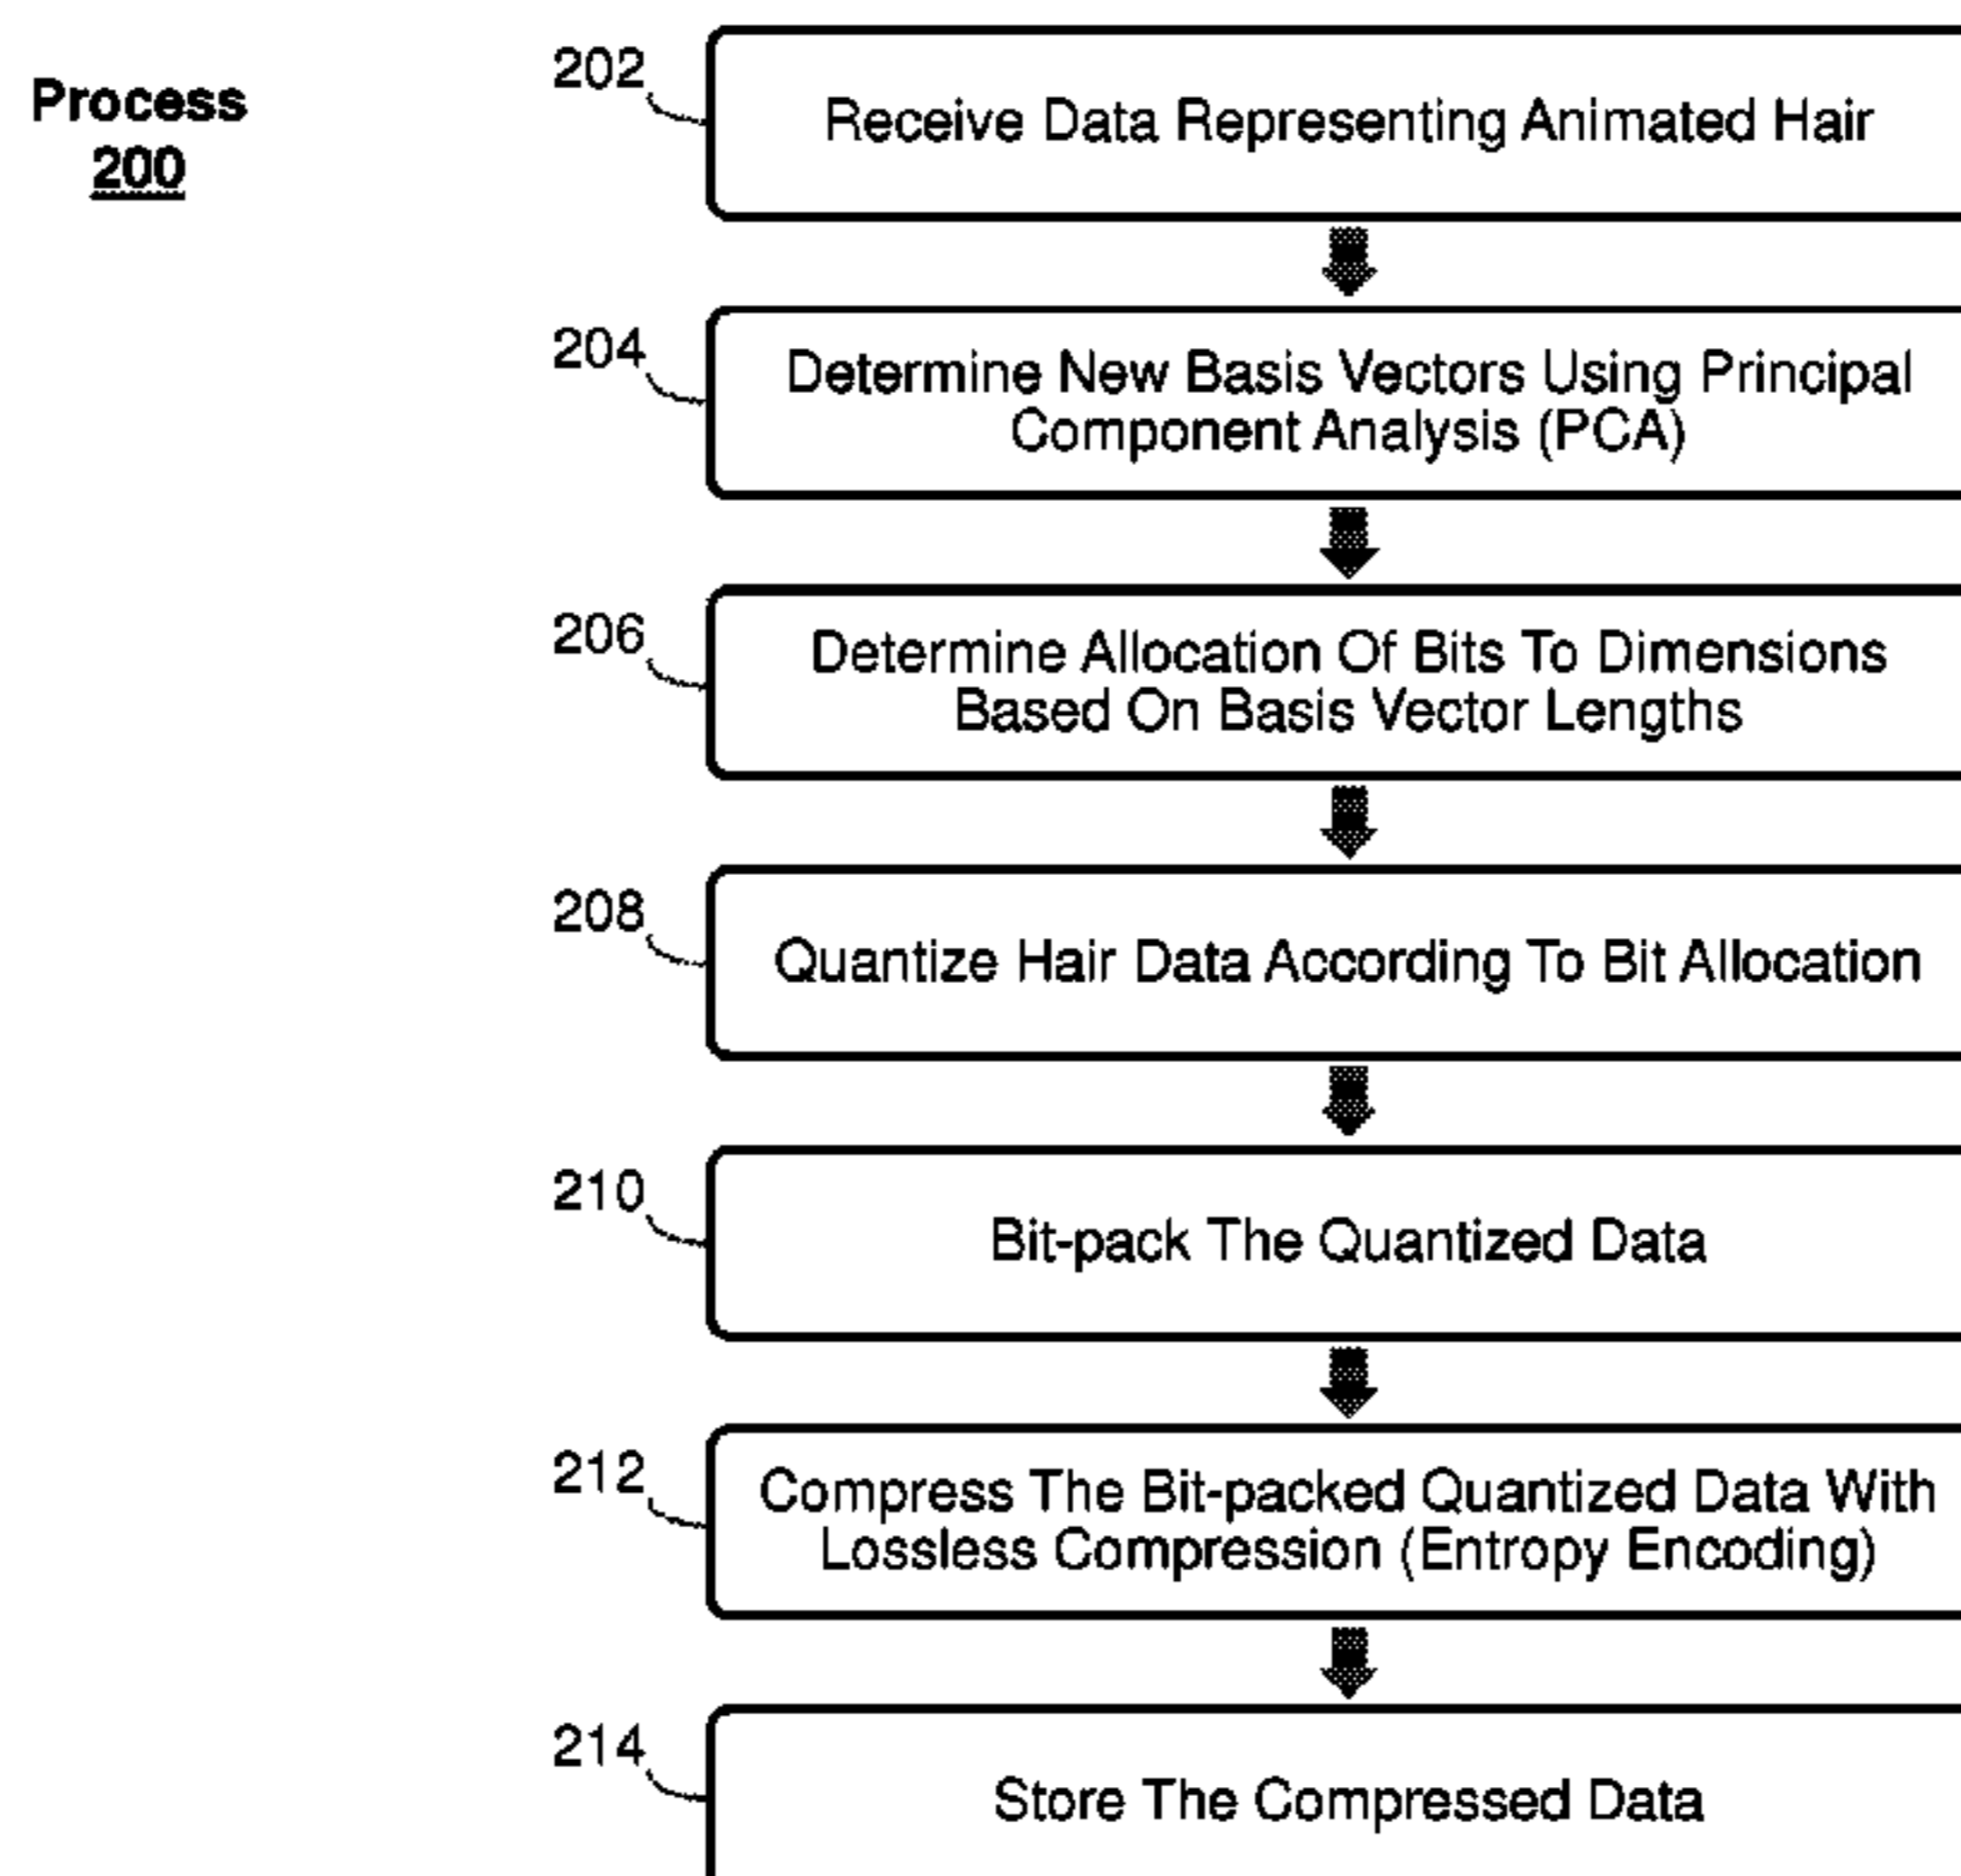 Process
200
202
Receive Data Representing Animated Hair
204
Determine New Basis Vectors Using Principal
Component Analysis (PCA)
206
Determine Allocation Of Bits To Dimensions
Based On Basis Vector Lengths
208
Quantize Hair Data According To Bit Allocation
210
Bit-pack The Quantized Data
212
Compress The Bit-packed Quantized Data With
Lossless Compression (Entropy Encoding)
214
Store The Compressed Data